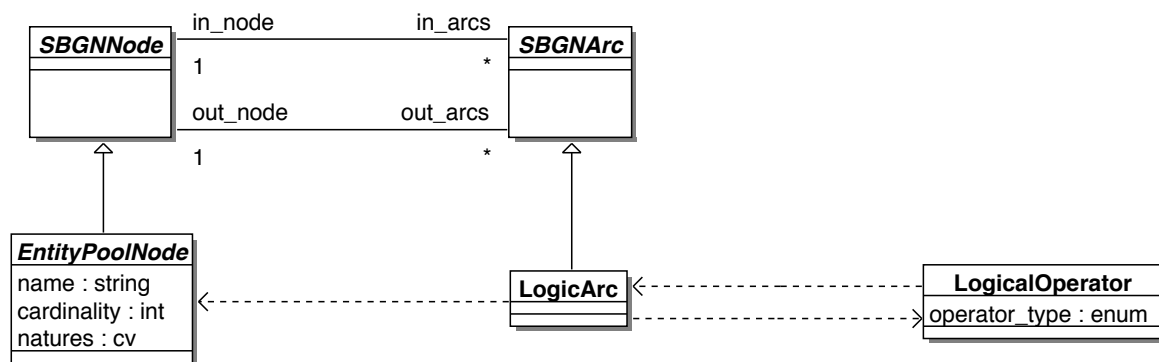 SBGNNode
in_node
in_arcs
SBGNArc
1
*
out_node
out_arcs
1
*
EntityPoolNode
name : string
cardinality : int
natures : cv
LogicArc
LogicalOperator
operator_type : enum